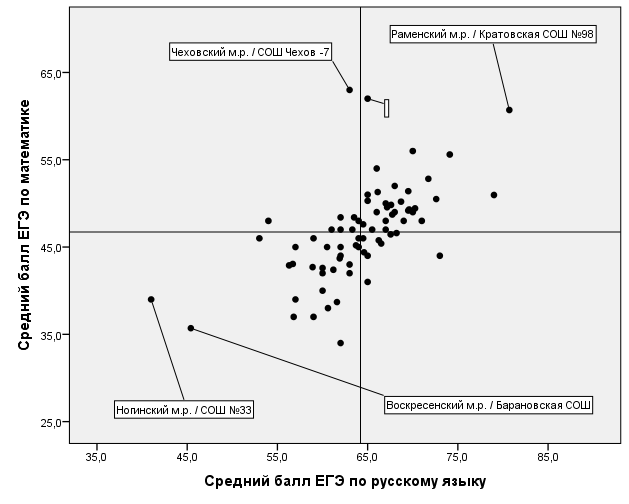 Раменский м.р. / Кратовская СОШ №98
Чеховский м.р. / СОШ Чехов -7
Средний балл ЕГЭ по математике
65,0
55,0
45,0
35,0
25,0
Ногинский м.р. / СОШ №33
Воскресенский м.р. / Барановская СОШ
35,0 45,0 55,0 65,0 75,0 85,0
Средний балл ЕГЭ по русскому языку